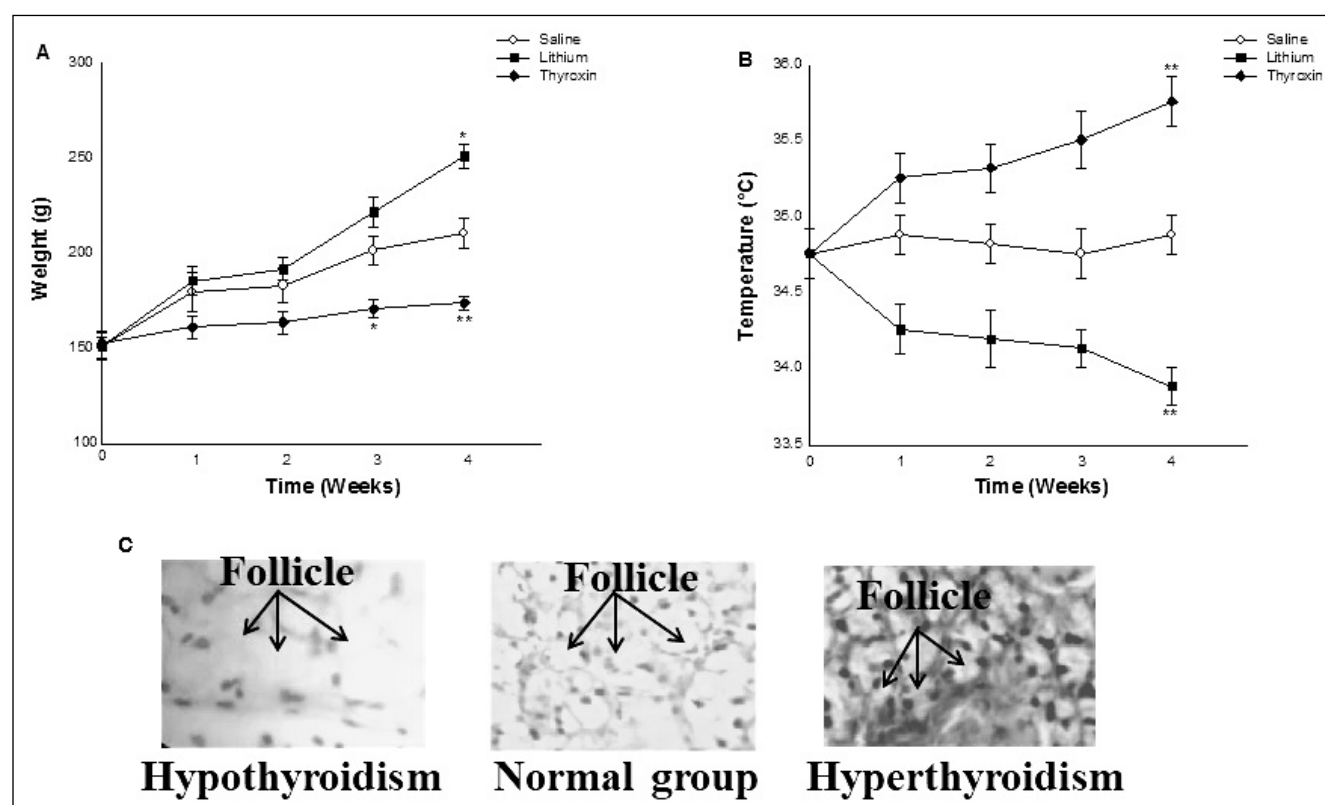 A
Saline
Lithium
Thyroxin
300
250
200
150
100
Weight (g)
*
*
**
0 1 2 3 4
Time (Weeks)
B
Saline
Lithium
Thyroxin
36.0
35.5
35.0
34.5
34.0
33.5
Temperature (°C)
**
**
0 1 2 3 4
Time (Weeks)
C
Follicle
Follicle
Follicle
Hypothyroidism
Normal group
Hyperthyroidism